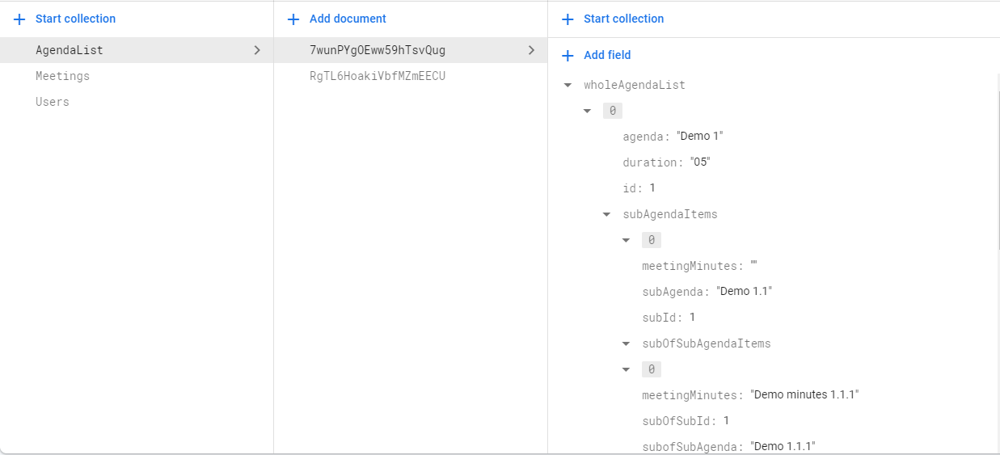 Start collection
AgendaList
Meetings
Users
Add document
7wunPYgOEww59hTsvQug
RgTL6HoakiVbfMZmEECU
Start collection
Add field
wholeAgendaList
0
agenda: "Demo 1"
duration: "05"
id: 1
subAgendaItems
0
meetingMinutes: ""
subAgenda: "Demo 1.1"
subId: 1
subOfSubAgendaItems
0
meetingMinutes: "Demo minutes 1.1.1"
subOfSubId: 1
subofSubAgenda: "Demo 1.1.1"